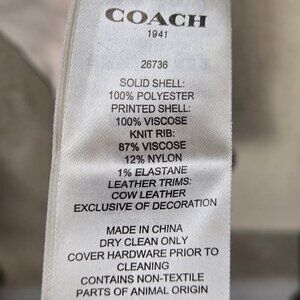 COACH
1941
26736
SOLID SHELL:
100% POLYESTER
PRINTED SHELL:
100% VISCOSE
KNIT RIB:
87% VISCOSE
12% NYLON
1% ELASTANE
LEATHER TRIMS:
COW LEATHER
EXCLUSIVE OF DECORATION
MADE IN CHINA
DRY CLEAN ONLY
COVER HARDWARE PRIOR TO
CLEANING
CONTAINS NON-TEXTILE
PARTS OF ANIMAL ORIGIN